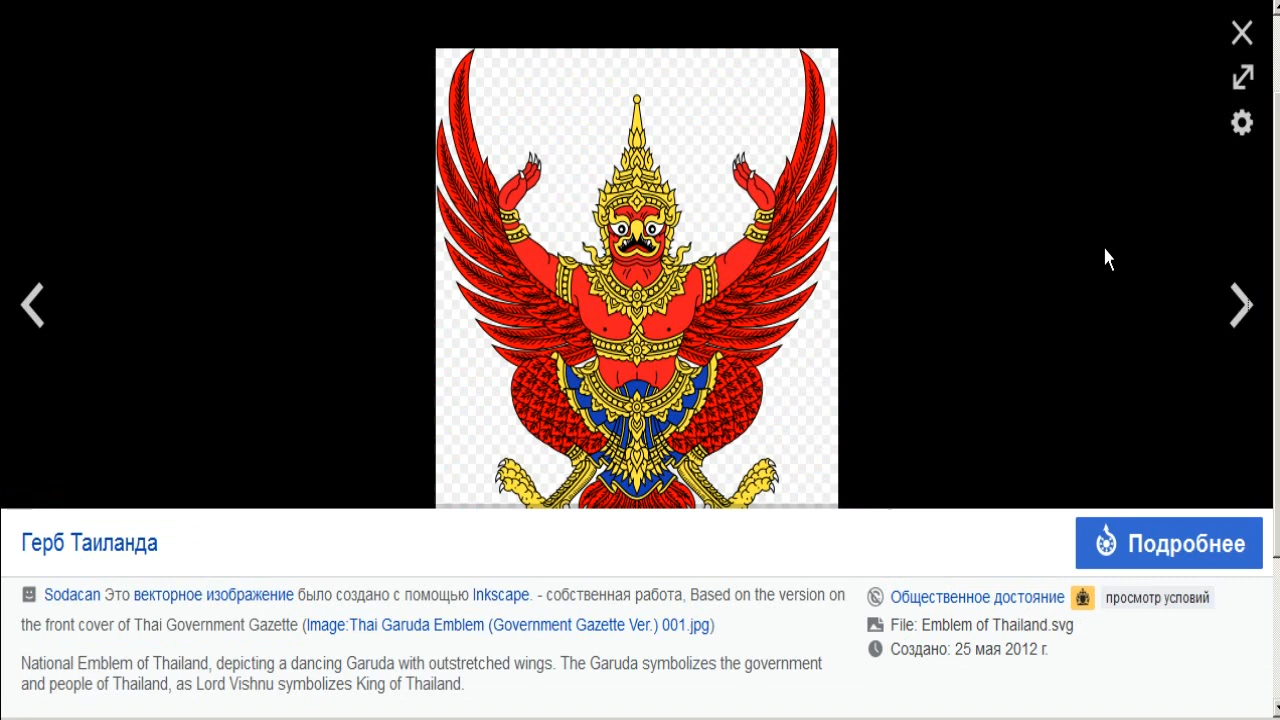 Герб Таиланда
Подробнее
Sodacan Это векторное изображение было создано с помощью Inkscape. - собственная работа, Based on the version on
the front cover of Thai Government Gazette (Image:Thai Garuda Emblem (Government Gazette Ver.) 001.jpg)
National Emblem of Thailand, depicting a dancing Garuda with outstretched wings. The Garuda symbolizes the government
and people of Thailand, as Lord Vishnu symbolizes King of Thailand.
Общественное достояние просмотр условий
File: Emblem of Thailand.svg
Создано: 25 мая 2012 г.